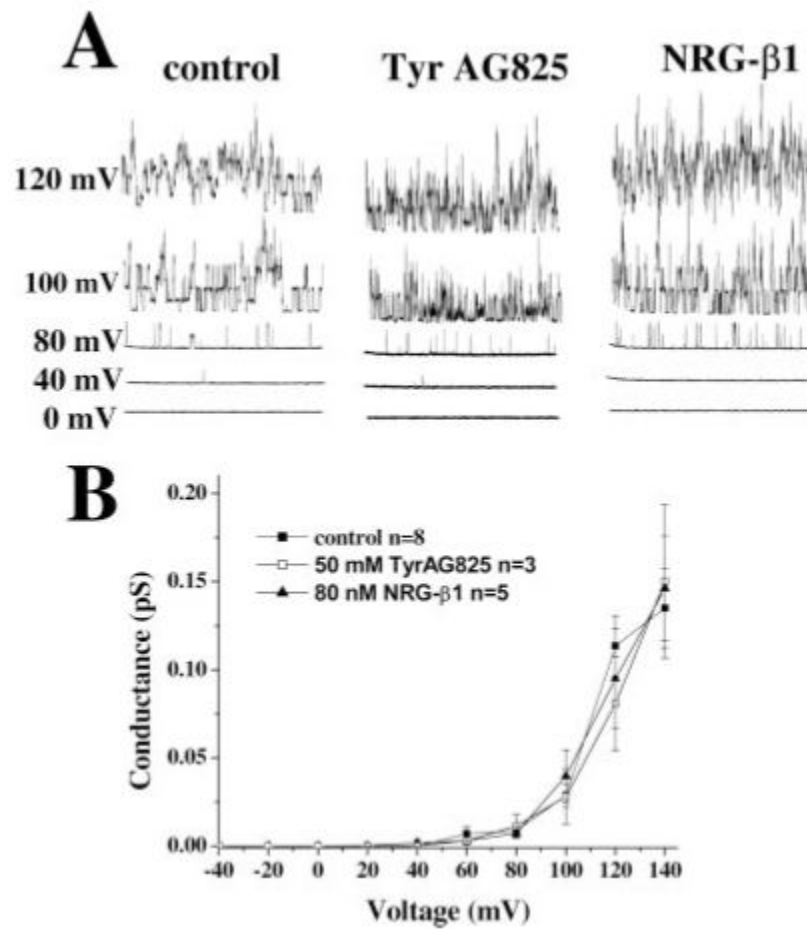 A
control
Tyr AG825
NRG-β1
120 mV
100 mV
80 mV
40 mV
0 mV
B
0.20
0.15
0.10
0.05
0.00
Conductance (pS)
control n=8
50 mM TyrAG825 n=3
80 nM NRG-β1 n=5
-40 -20 0 20 40 60 80 100 120 140
Voltage (mV)